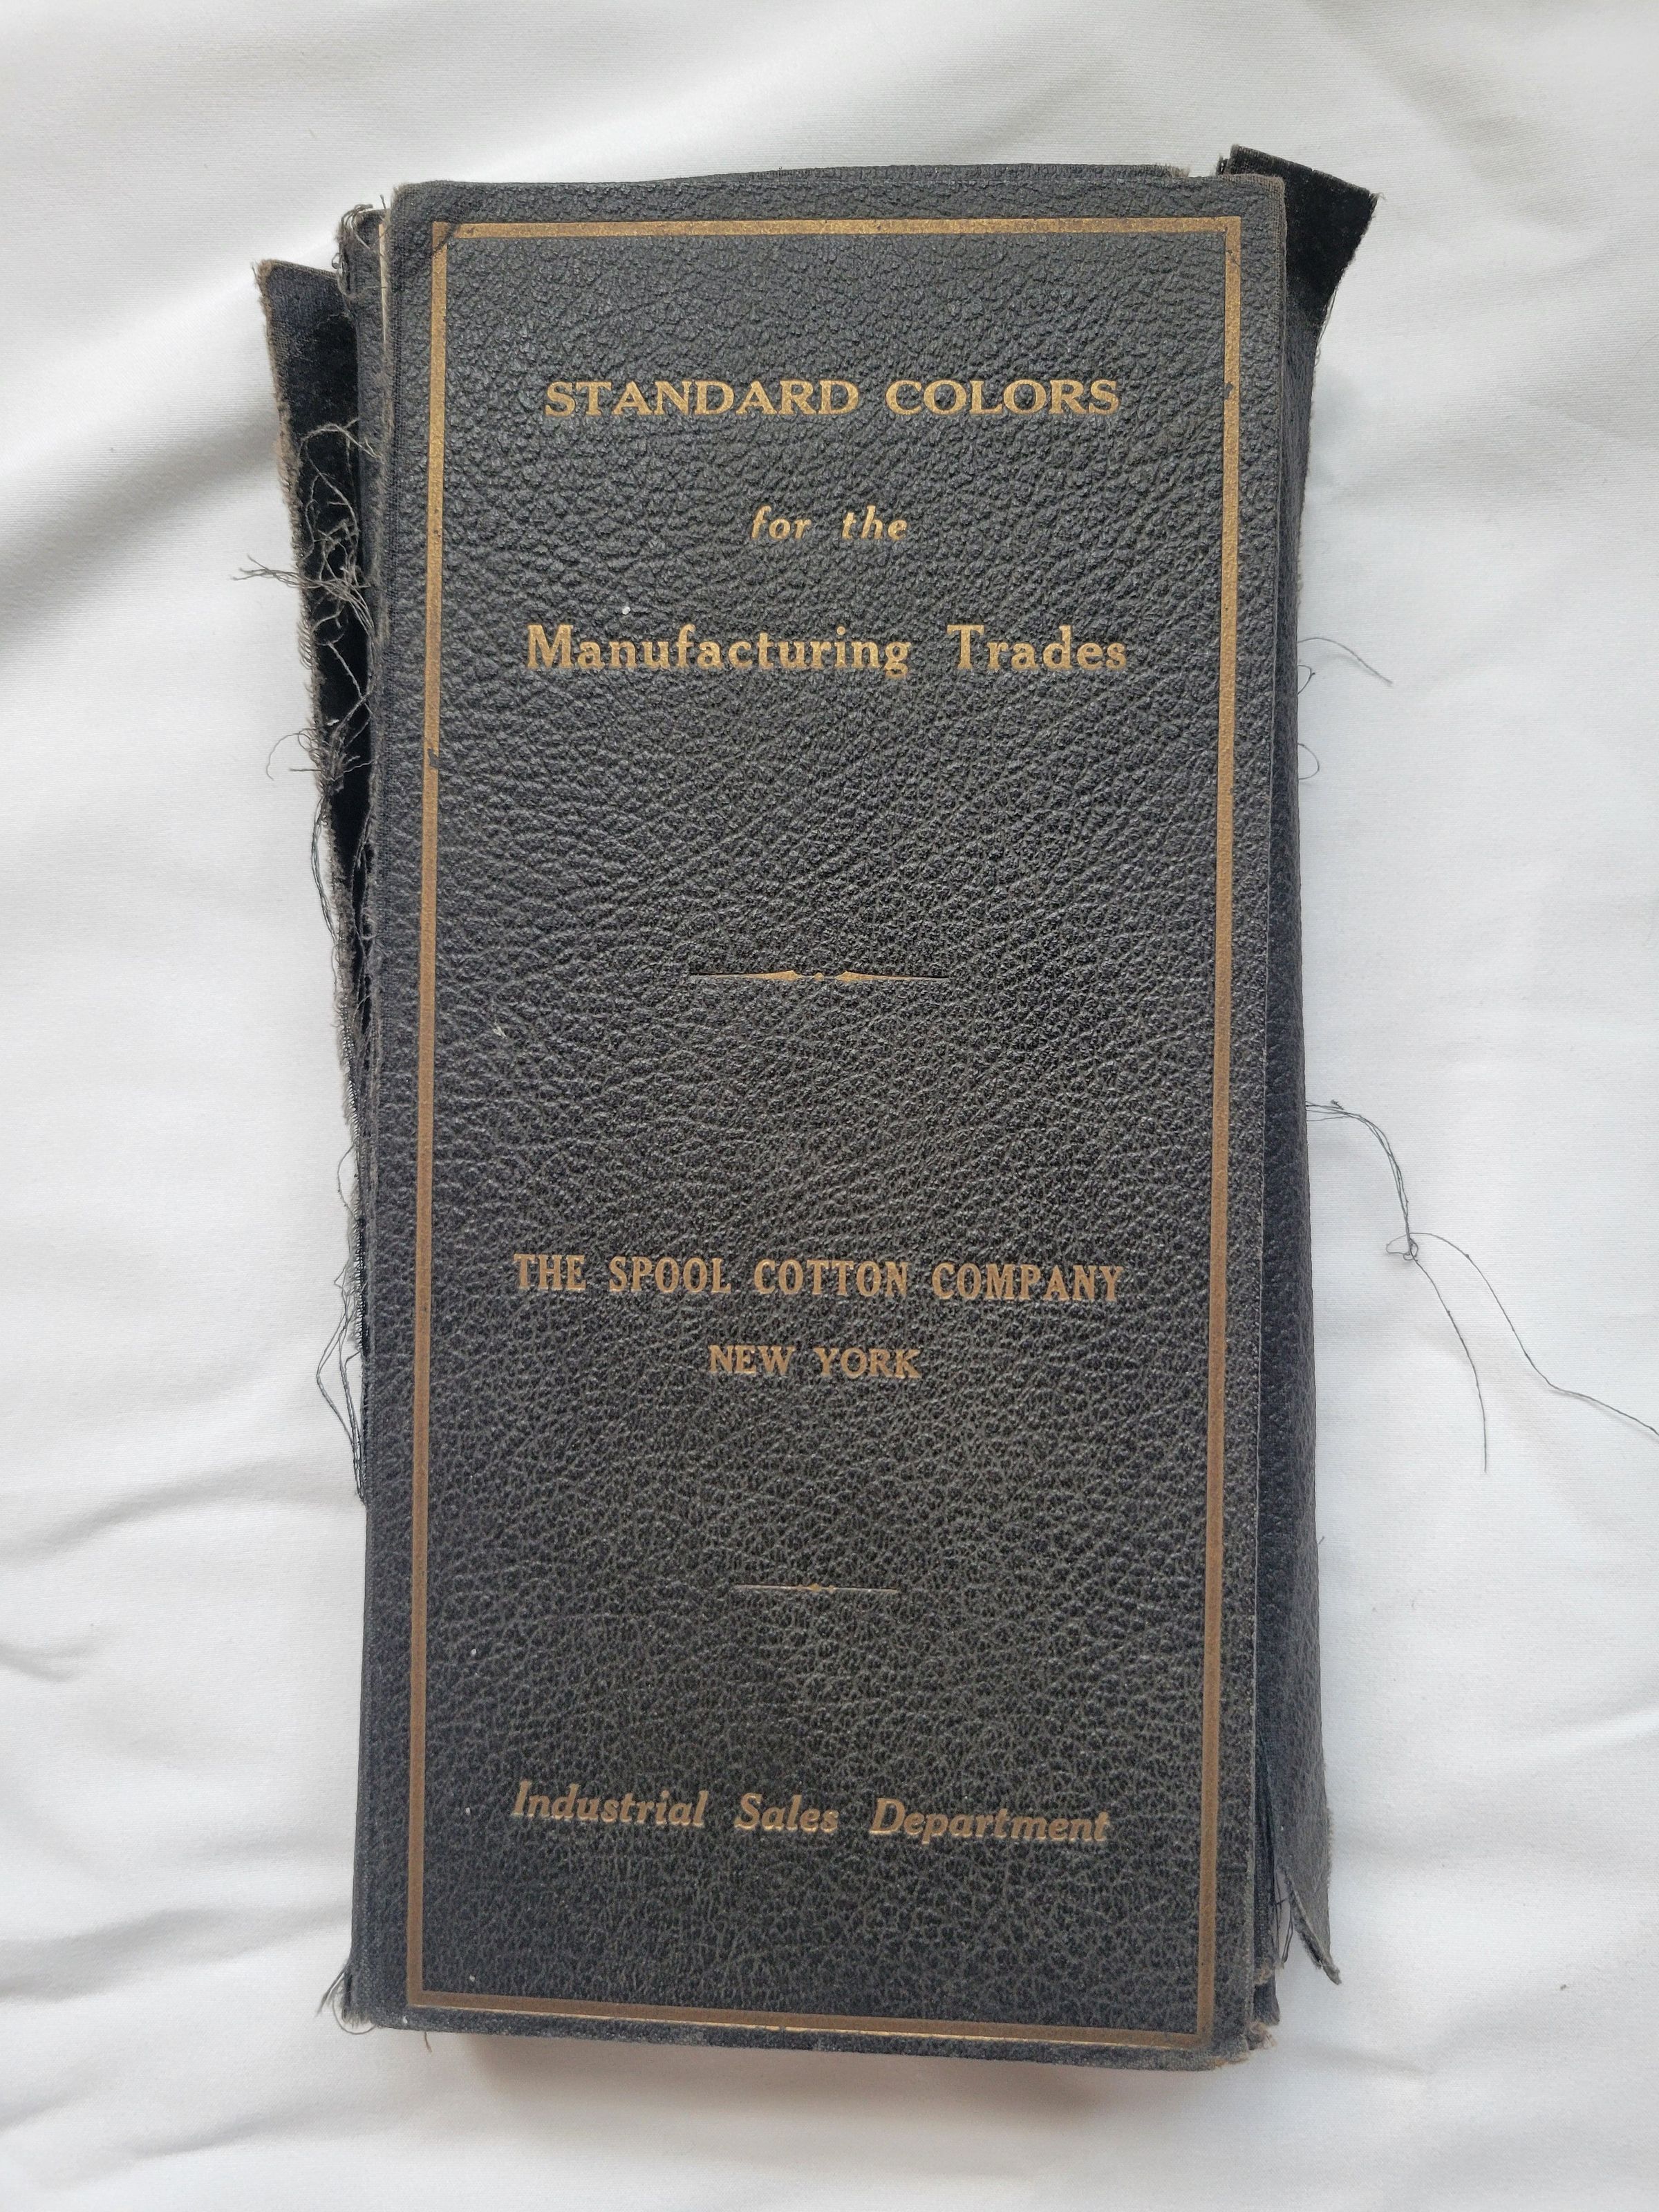 STANDARD COLORS
for the
Manufacturing Trades
THE SPOOL COTTON COMPANY
NEW YORK
Industrial Sales Department